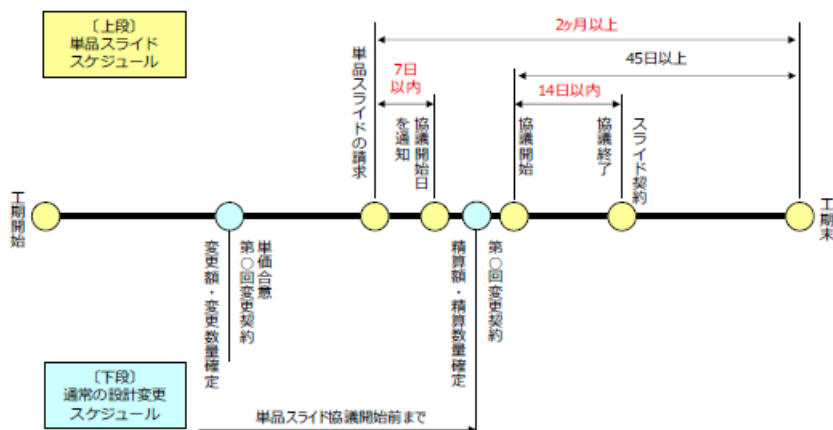 〔上段〕
単品スライド
スケジュール
2ヶ月以上
45日以上
7日
以内
14日以内
単品スライドの請求
協議開始日
を通知
協議開始
協議終了
スライド契約
工期開始
工期末
単価合意
第〇回変更契約
変更額・変更数量確定
第〇回変更契約
精算額・精算数量確定
〔下段〕
通常の設計変更
スケジュール
単品スライド協議開始前まで